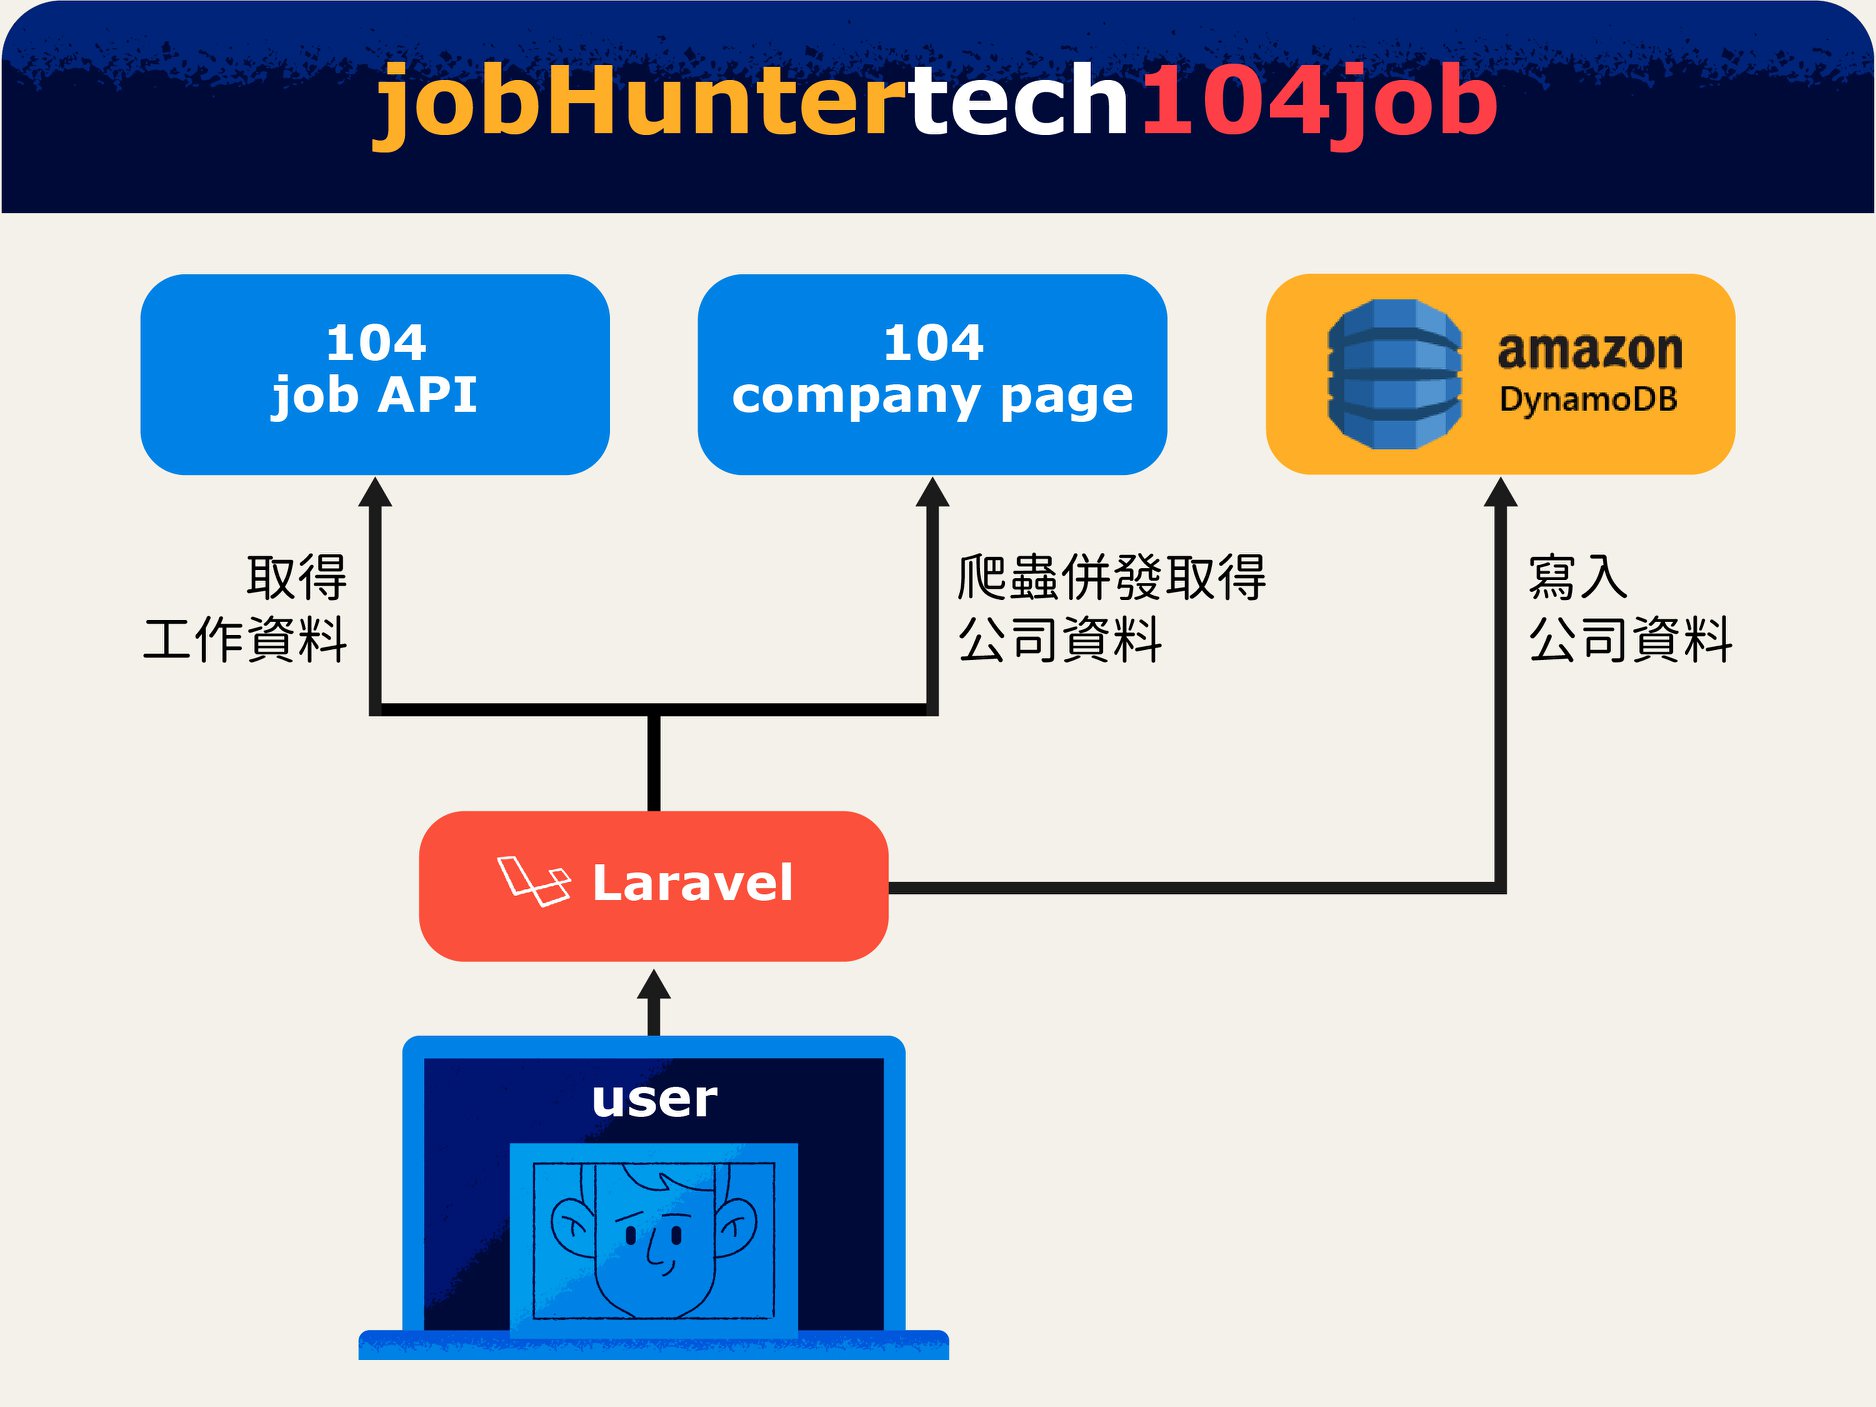 jobHuntertech104job
104
job API
104
company page
amazon
DynamoDB
取得
工作資料
爬蟲併發取得
公司資料
寫入
公司資料
Laravel
user